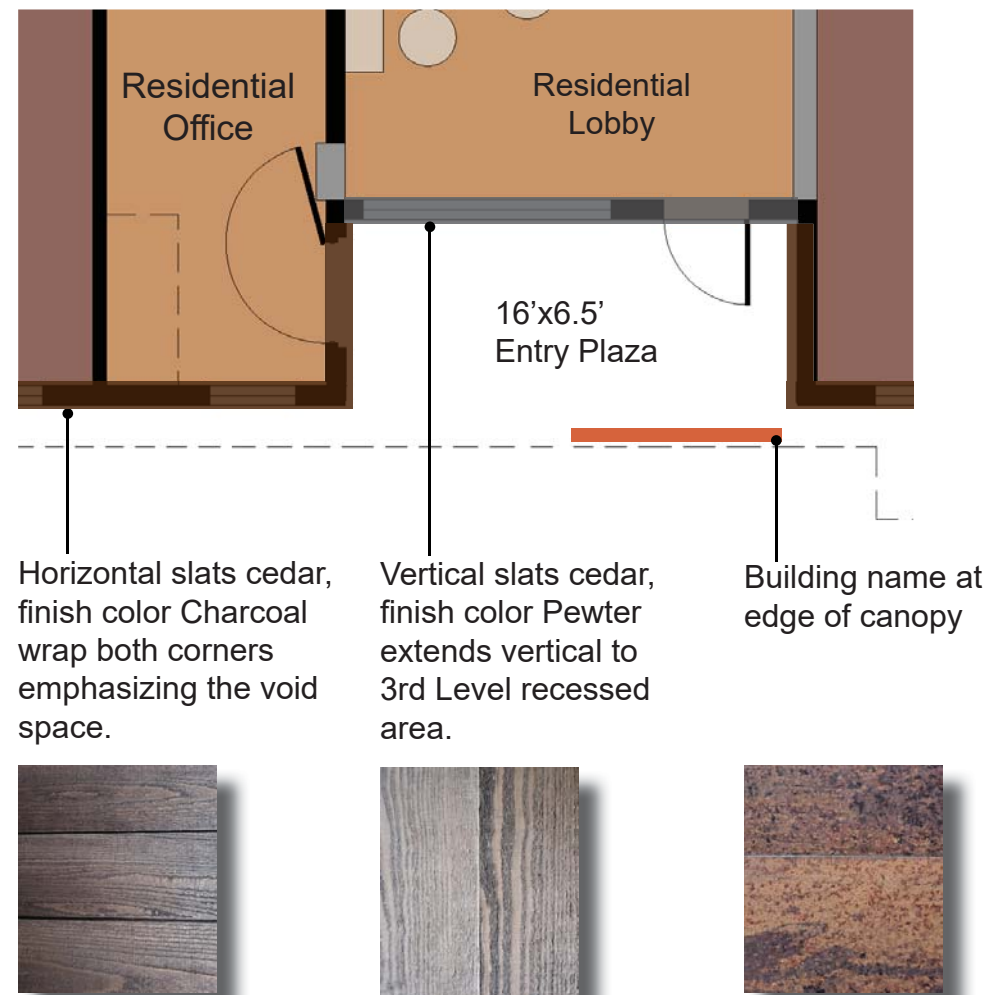 Residential
Office
Residential
Lobby
16’x6.5’
Entry Plaza
Horizontal slats cedar,
finish color Charcoal
wrap both corners
emphasizing the void
space.
Vertical slats cedar,
finish color Pewter
extends vertical to
3rd Level recessed
area.
Building name at
edge of canopy